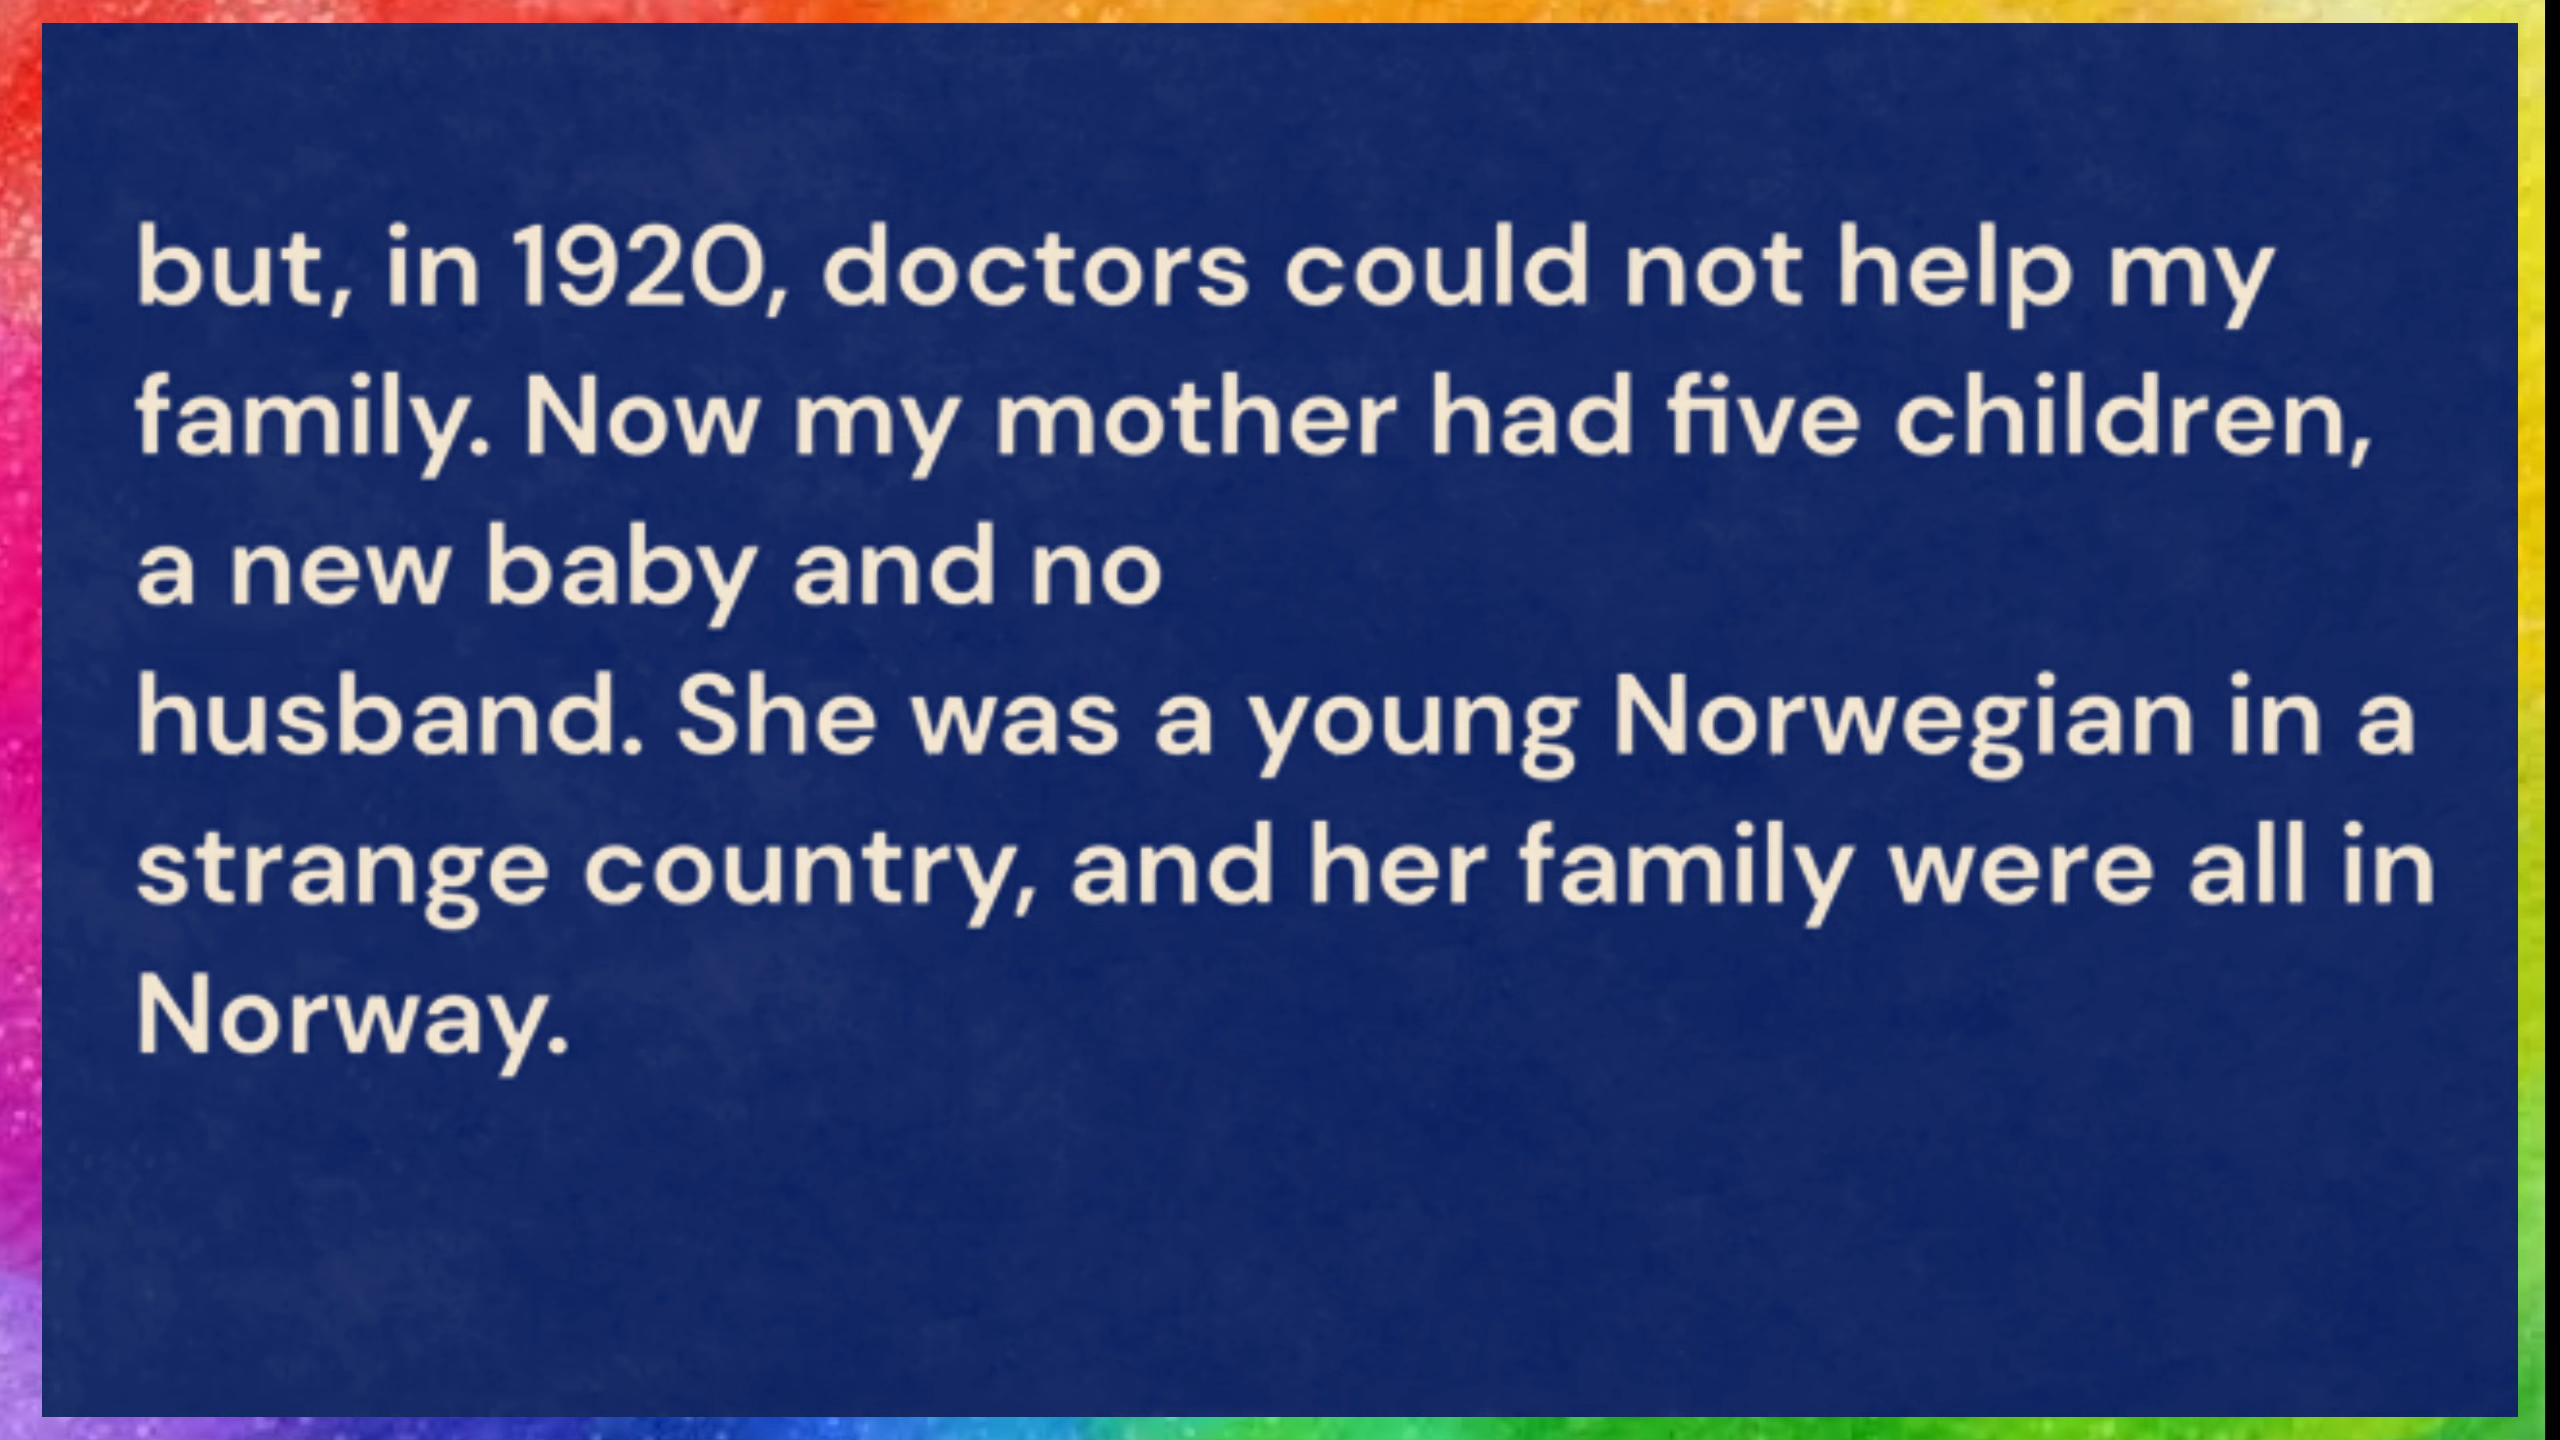 but, in 1920, doctors could not help my
family. Now my mother had five children,
a new baby and no
husband. She was a young Norwegian in a
strange country, and her family were all in
Norway.